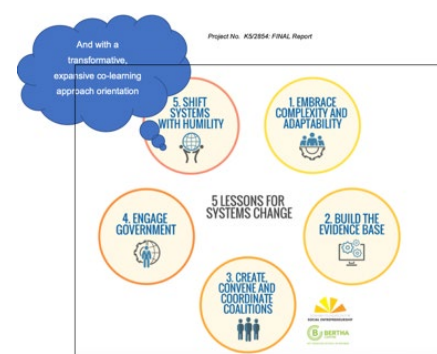 Project No. K5/2854: FINAL Report
And with a
transformative,
expansive co-learning
approach orientation
5. SHIFT
SYSTEMS
WITH HUMILITY
1. EMBRACE
COMPLEXITY AND
ADAPTABILITY
5 LESSONS FOR
SYSTEMS CHANGE
4. ENGAGE
GOVERNMENT
2. BUILD THE
EVIDENCE BASE
3. CREATE,
CONVENE AND
COORDINATE
COALITIONS
SOCIAL ENTREPRENEURSHIP
BERTHA